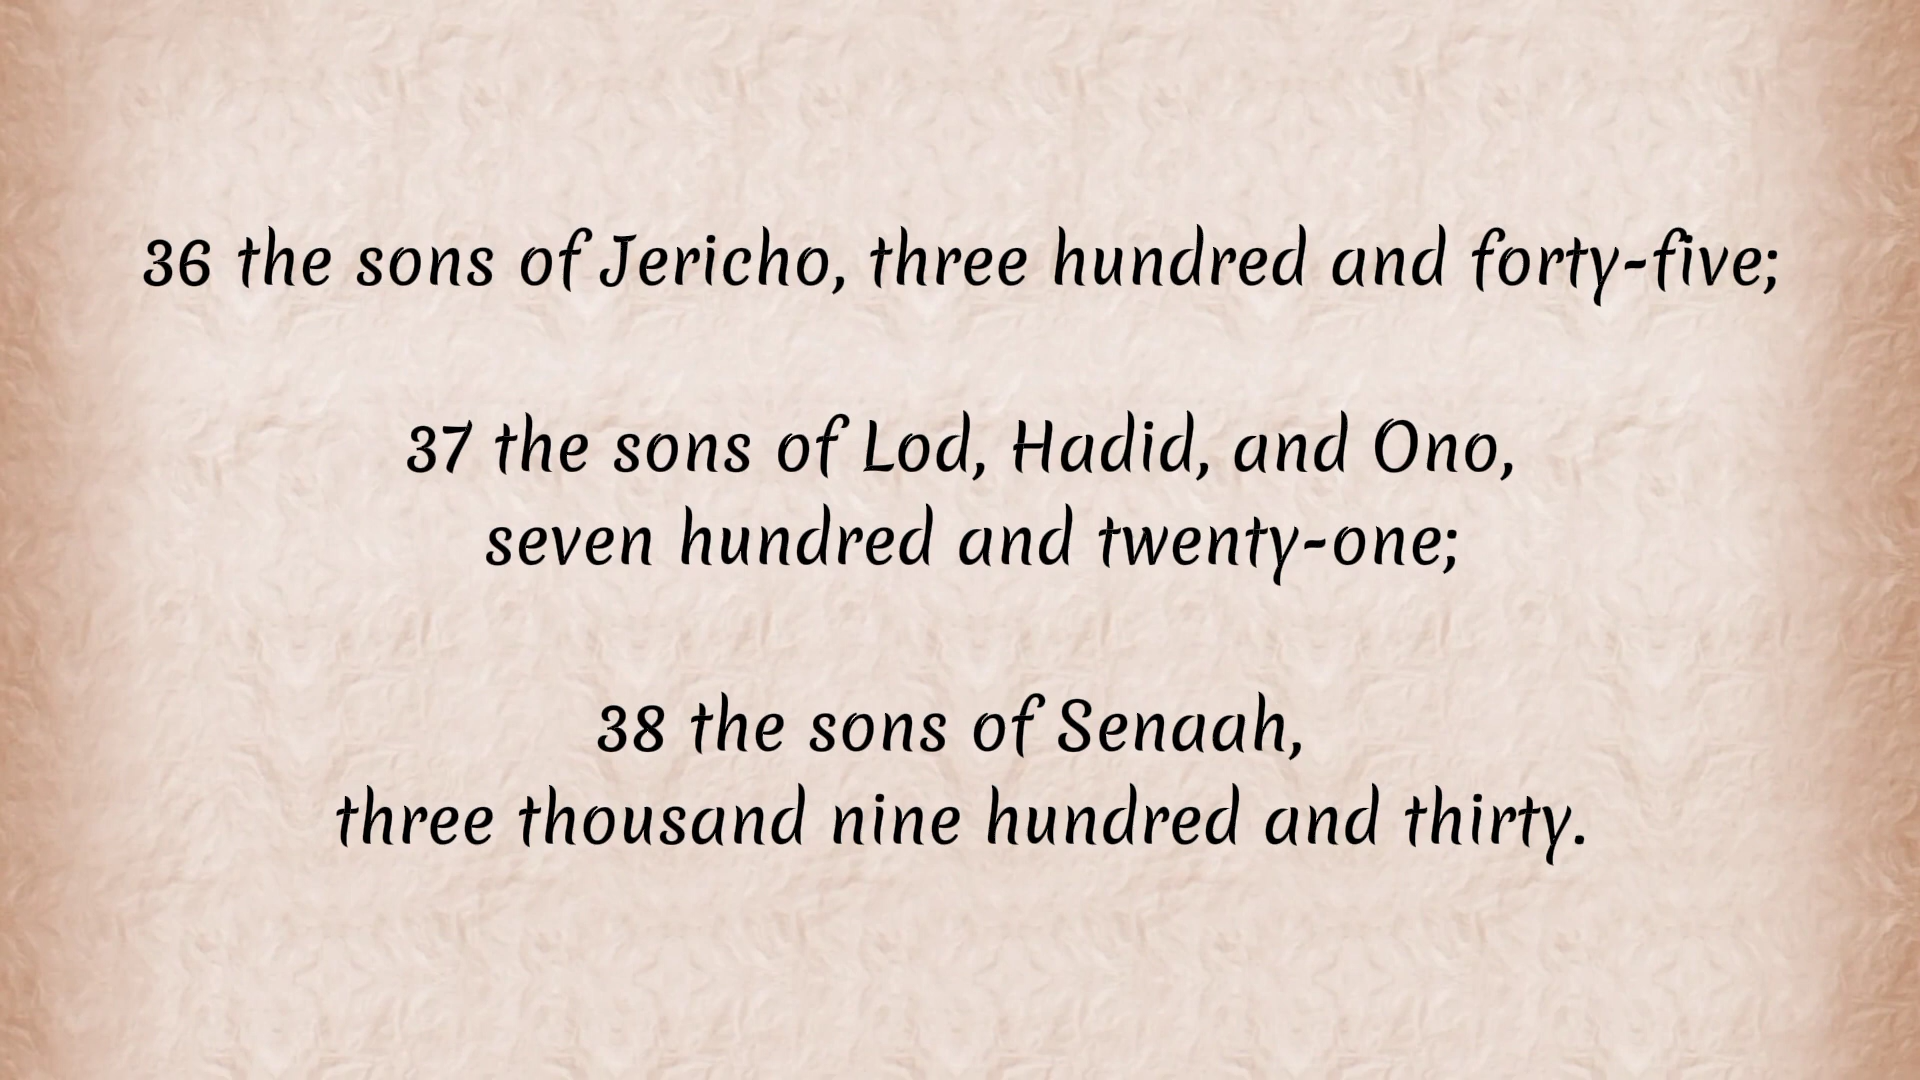 36 the sons of Jericho, three hundred and forty-five;
37 the sons of Lod, Hadid, and Ono,
seven hundred and twenty-one;
38 the sons of Senaah,
three thousand nine hundred and thirty.